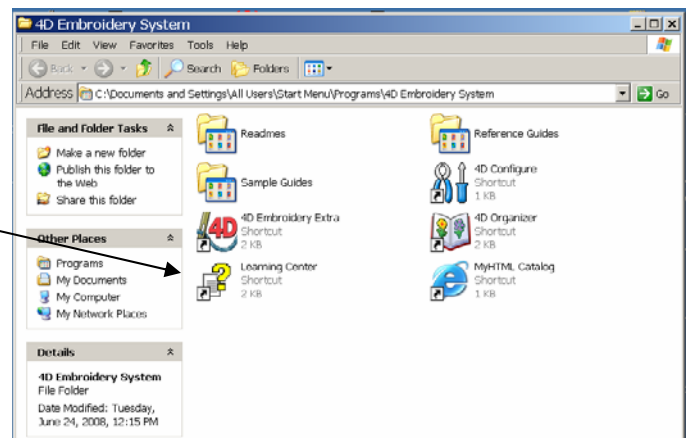 4D Embroidery System
File Edit View Favorites Tools Help
Back Search Folders
Address C:\Documents and Settings\All Users\Start Menu\Programs\4D Embroidery System Go
File and Folder Tasks
Make a new folder
Publish this folder to
the Web
Share this folder
Other Places
Programs
My Documents
My Computer
My Network Places
Details
4D Embroidery System
File Folder
Date Modified: Tuesday,
June 24, 2008, 12:15 PM
Readmes
Reference Guides
Sample Guides
4D Configure
Shortcut
1 KB
4D
4D Embroidery Extra
Shortcut
2 KB
4D Organizer
Shortcut
2 KB
Learning Center
Shortcut
2 KB
MyHTML Catalog
Shortcut
1 KB